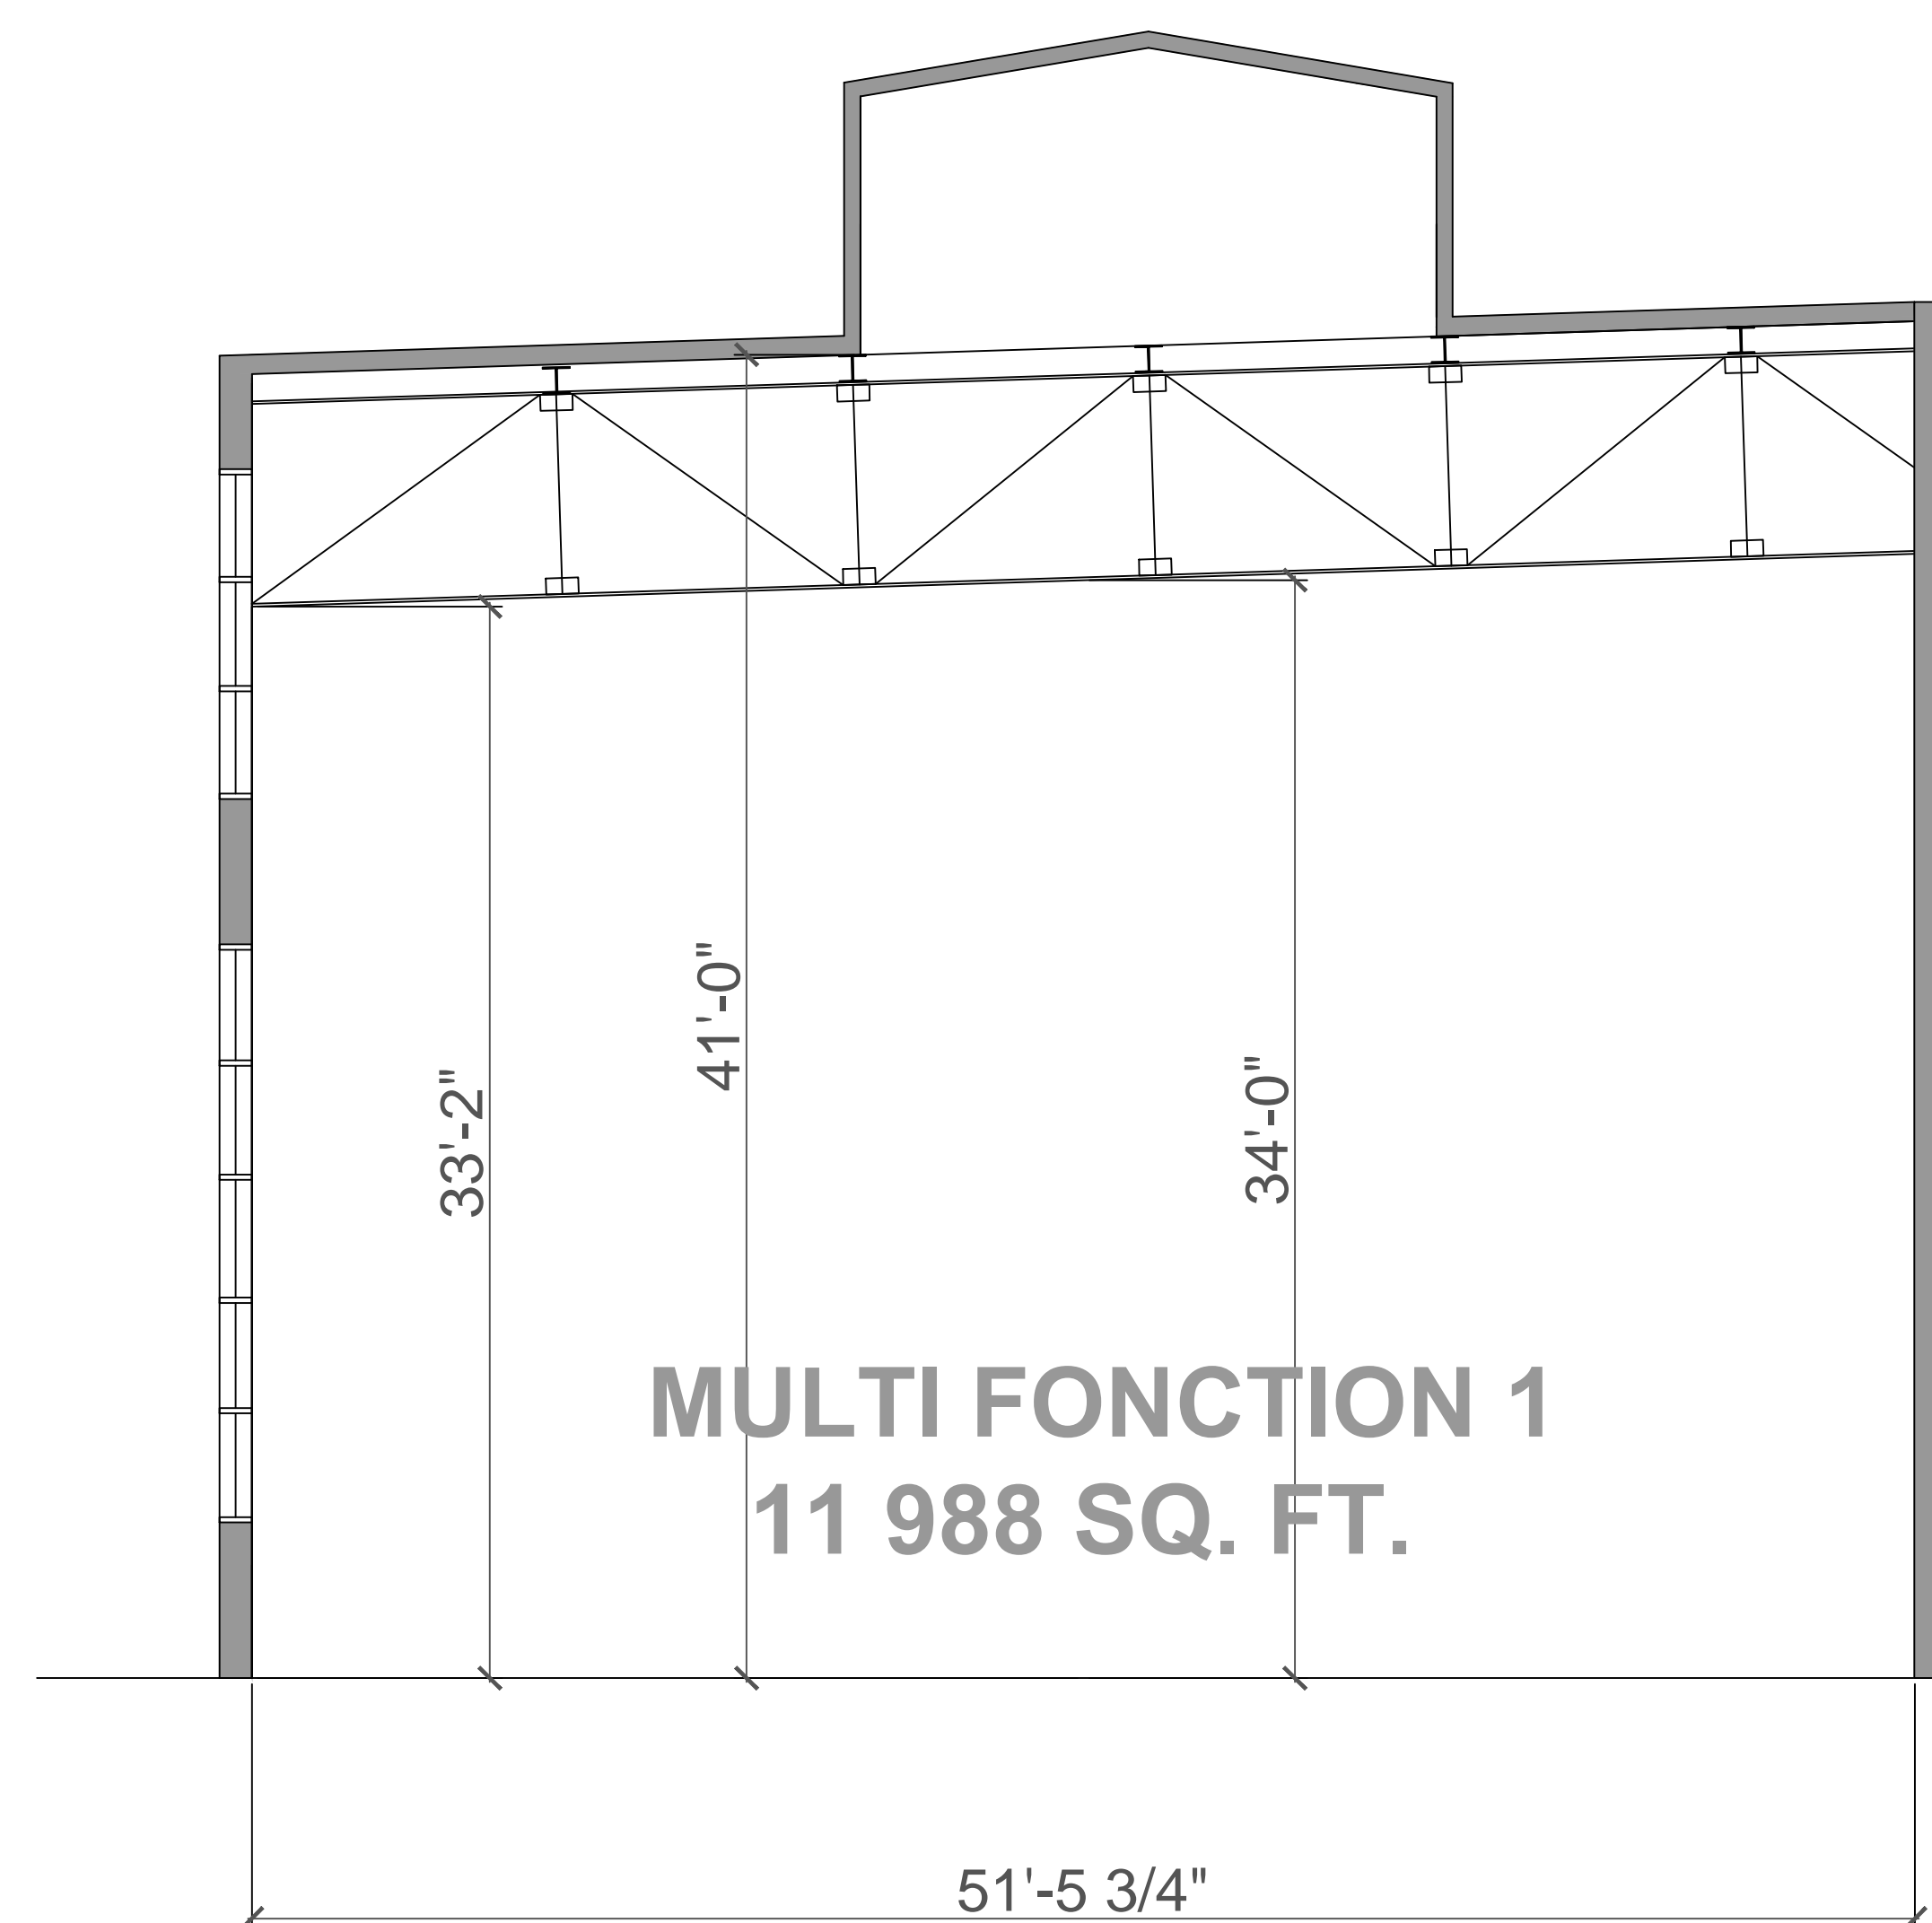 41'-0"
33'-2"
34'-0"
MULTI FONCTION 1
11 988 SQ. FT.
51'-5 3/4"